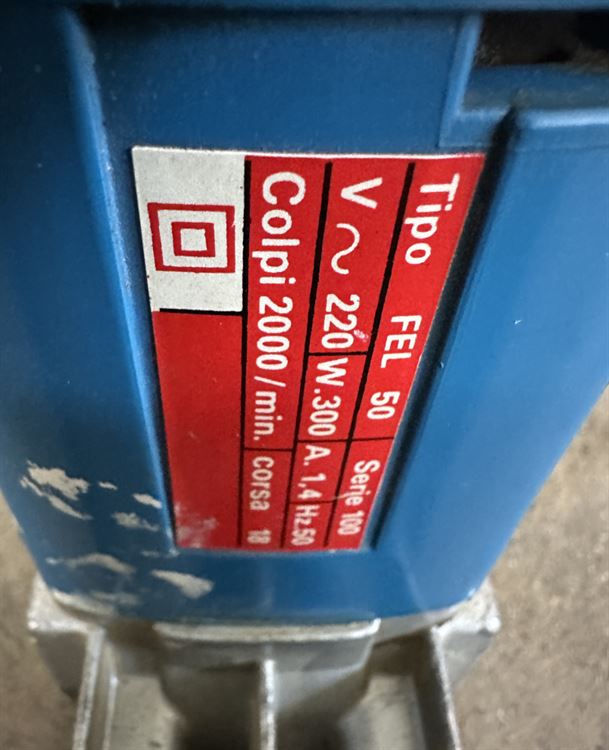 Tipo FEL 50 Serie 100
V ~ 220 W.300 A. 1,4 Hz.50
Colpi 2000/min. corsa 18